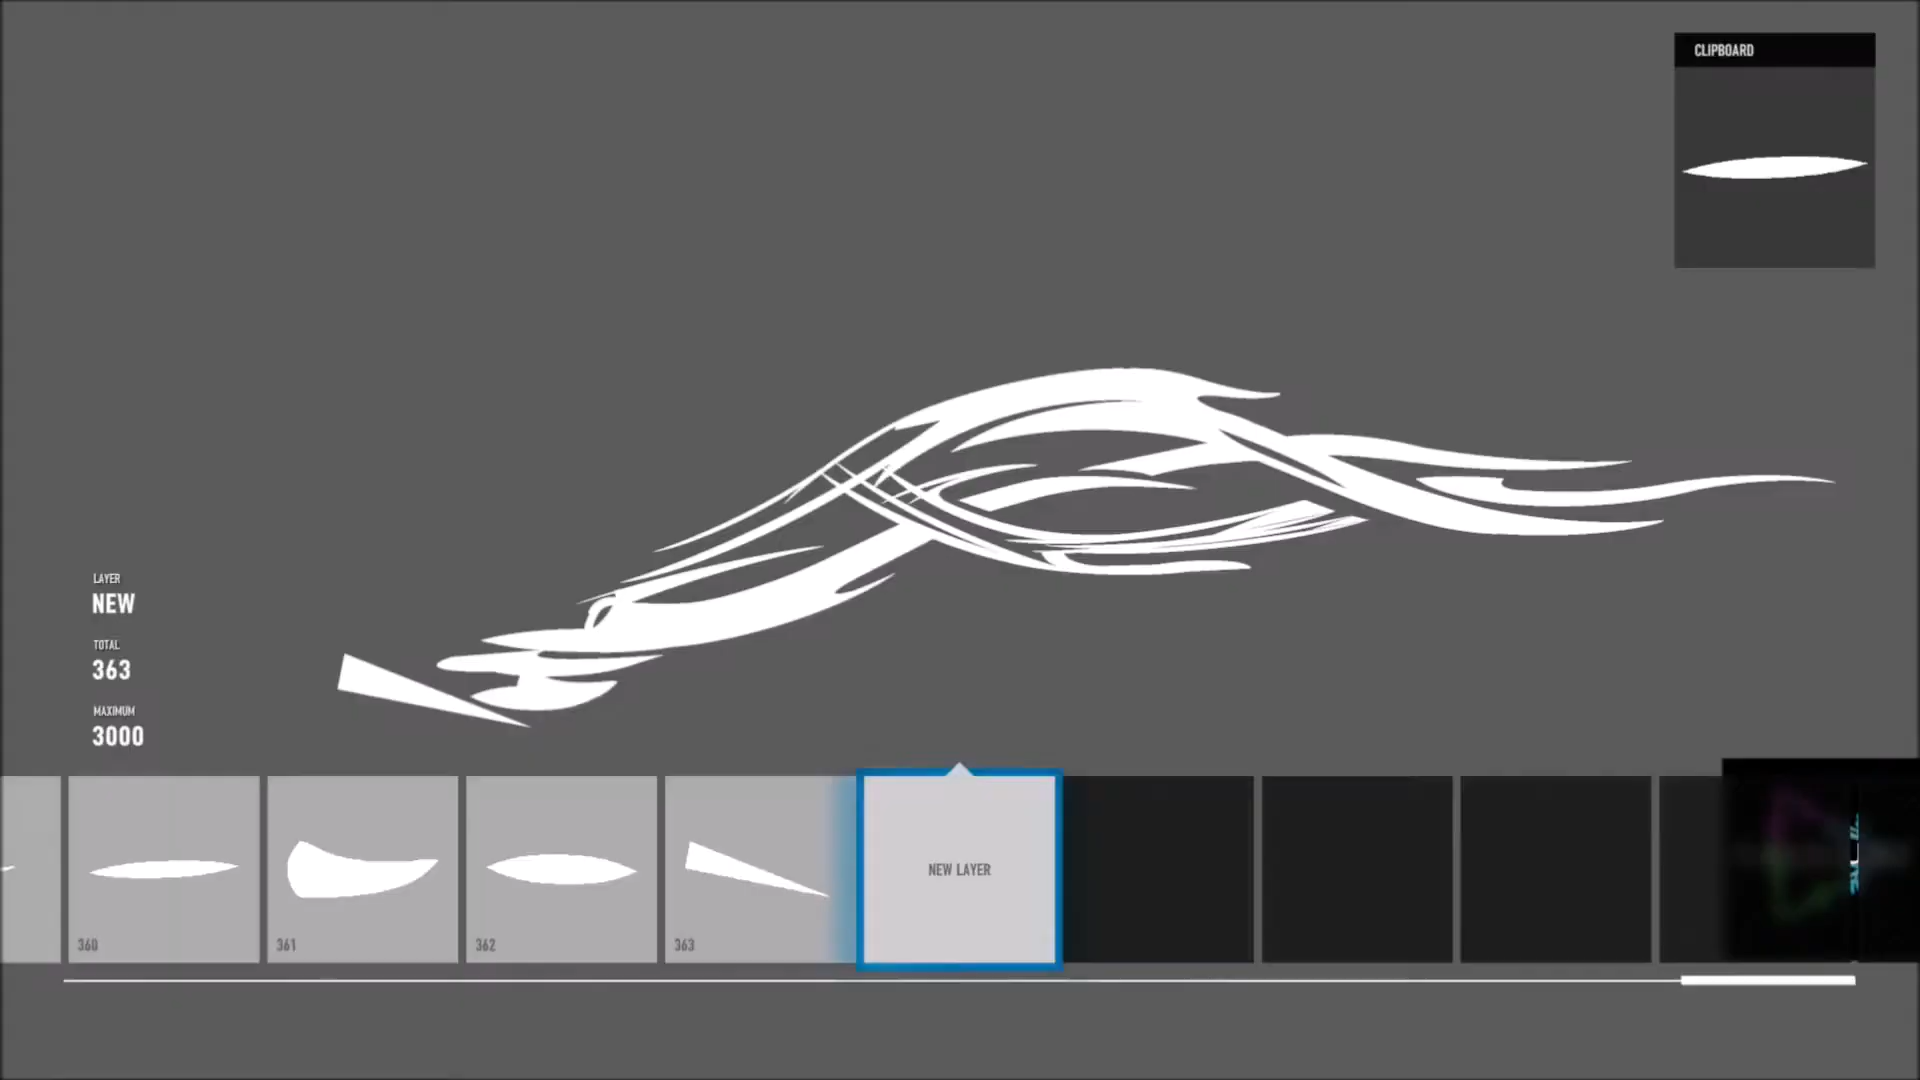 CLIPBOARD
LAYER
NEW
TOTAL
363
MAXIMUM
3000
NEW LAYER
360
361
362
363